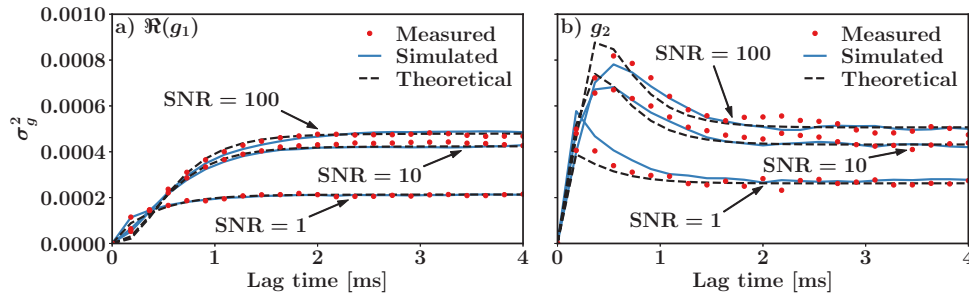 a) ℜ(g₁)
Measured
Simulated
Theoretical
SNR = 100
SNR = 10
SNR = 1
σ²g
0.0010
0.0008
0.0006
0.0004
0.0002
0.0000
0 1 2 3 4
Lag time [ms]
b) g₂
Measured
Simulated
Theoretical
SNR = 100
SNR = 10
SNR = 1
0 1 2 3 4
Lag time [ms]